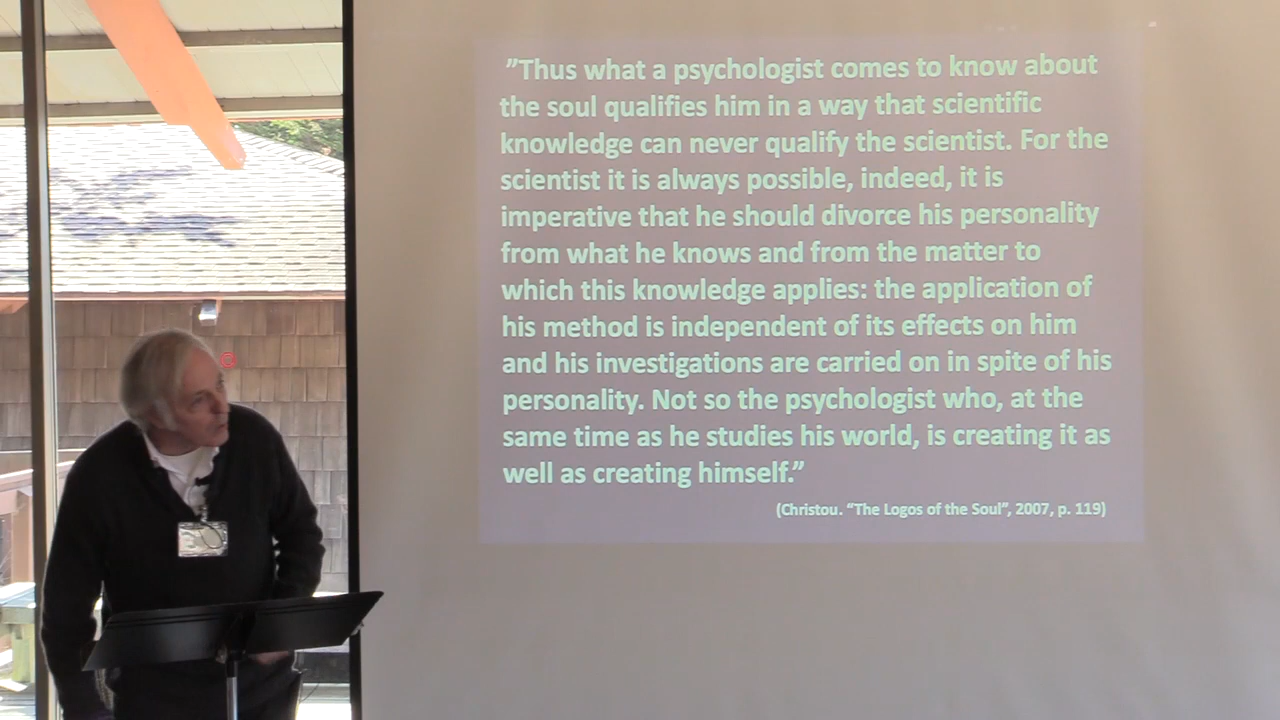 ”Thus what a psychologist comes to know about
the soul qualifies him in a way that scientific
knowledge can never qualify the scientist. For the
scientist it is always possible, indeed, it is
imperative that he should divorce his personality
from what he knows and from the matter to
which this knowledge applies: the application of
his method is independent of its effects on him
and his investigations are carried on in spite of his
personality. Not so the psychologist who, at the
same time as he studies his world, is creating it as
well as creating himself.”
(Christou. “The Logos of the Soul”, 2007, p. 119)